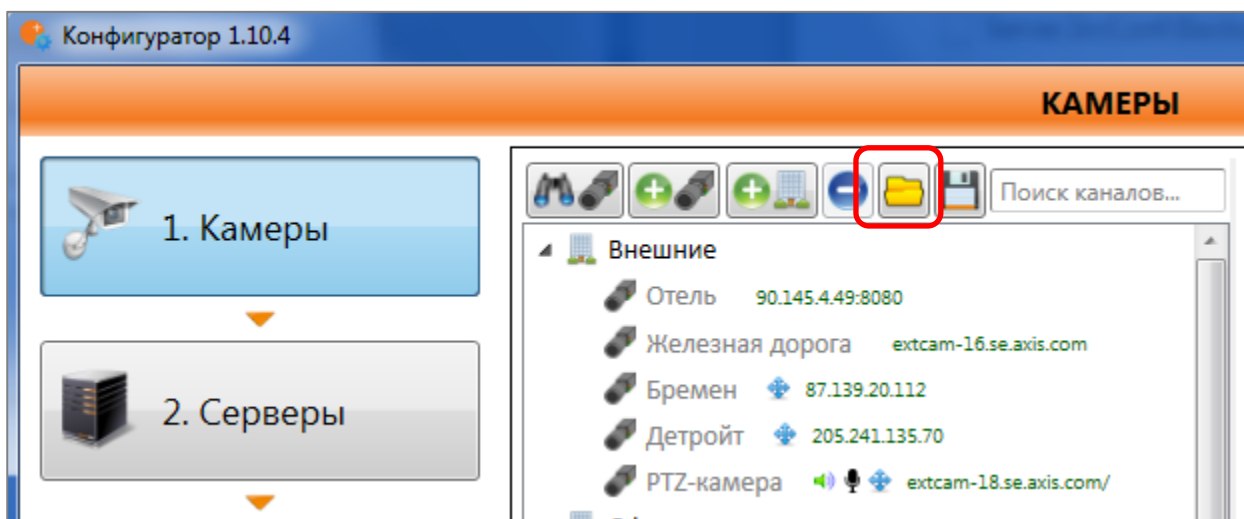 Конфигуратор 1.10.4
КАМЕРЫ
1. Камеры
2. Серверы
Поиск каналов...
Внешние
Отель 90.145.4.49:8080
Железная дорога extcam-16.se.axis.com
Бремен 87.139.20.112
Детройт 205.241.135.70
PTZ-камера extcam-18.se.axis.com/